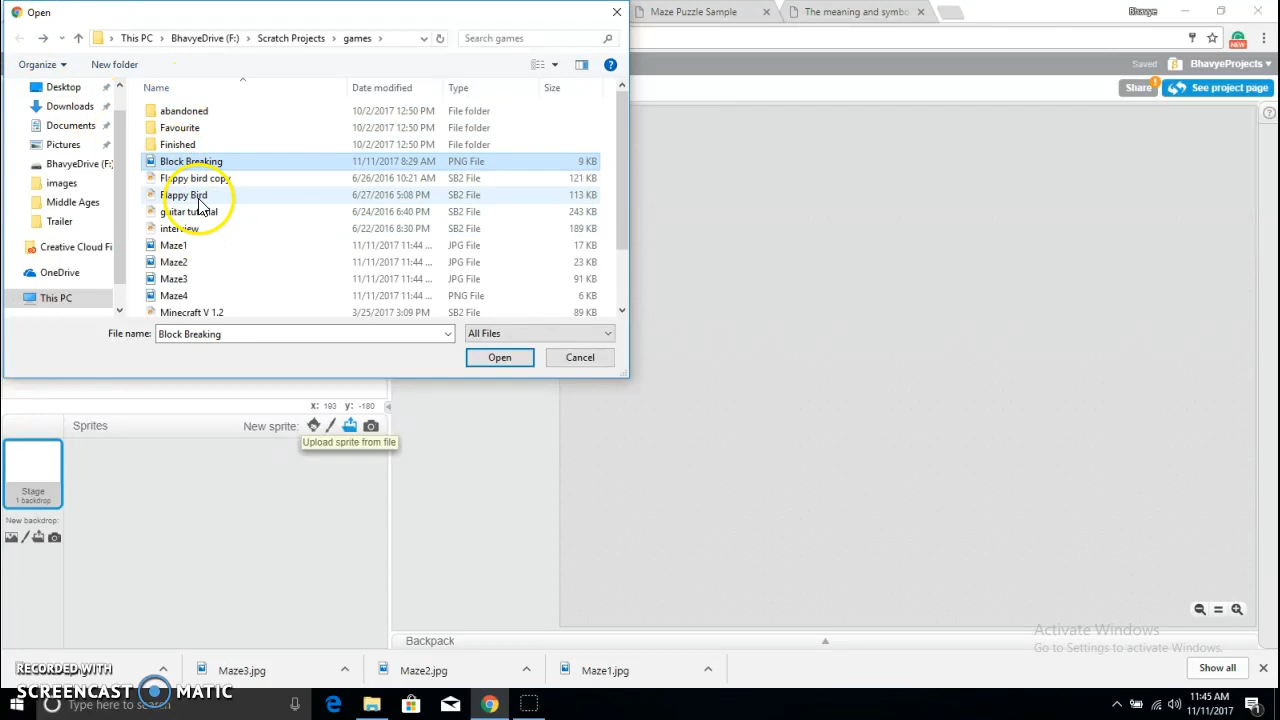 Open
Maze Puzzle Sample
The meaning and symbo
Bhavye
This PC
BhavyeDrive (F:)
Scratch Projects
games
Search games
NEW
Organize
New folder
Saved
BhavyeProjects
Share
See project page
Desktop
Downloads
Documents
Pictures
BhavyeDrive (F:)
images
Middle Ages
Trailer
Creative Cloud Fi
OneDrive
This PC
Name Date modified Type Size
abandoned 10/2/2017 12:50 PM File folder
Favourite 10/2/2017 12:50 PM File folder
Finished 10/2/2017 12:50 PM File folder
Block Breaking 11/11/2017 8:29 AM PNG File 9 KB
Flappy bird copy 6/26/2016 10:21 AM SB2 File 121 KB
Flappy Bird 6/27/2016 5:08 PM SB2 File 113 KB
guitar tutorial 6/24/2016 6:40 PM SB2 File 243 KB
interview 6/22/2016 8:30 PM SB2 File 189 KB
Maze1 11/11/2017 11:44 ... JPG File 17 KB
Maze2 11/11/2017 11:44 ... JPG File 23 KB
Maze3 11/11/2017 11:44 ... JPG File 91 KB
Maze4 11/11/2017 11:44 ... PNG File 6 KB
Minecraft V 1.2 3/25/2017 3:09 PM SB2 File 89 KB
File name: Block Breaking All Files
Open Cancel
x: 193 y: -180
Sprites New sprite:
Upload sprite from file
Stage
1 backdrop
New backdrop:
Backpack
Activate Windows
Go to Settings to activate Windows.
Maze3.jpg
Maze2.jpg
Maze1.jpg
Show all
RECORDED WITH
SCREENCAST MATIC
Type here to search
11:45 AM
11/11/2017
1